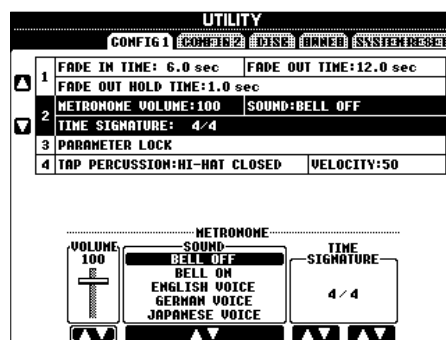 UTILITY
CONFIG 1 CONFIG 2 DISK OWNER SYSTEM RESET
1 FADE IN TIME: 6.0 sec FADE OUT TIME:12.0 sec
FADE OUT HOLD TIME:1.0 sec
2 METRONOME VOLUME:100 SOUND:BELL OFF
TIME SIGNATURE: 4/4
3 PARAMETER LOCK
4 TAP PERCUSSION:HI-HAT CLOSED VELOCITY:50
METRONOME
VOLUME SOUND TIME SIGNATURE
100 BELL OFF
BELL ON
ENGLISH VOICE
GERMAN VOICE 4/4
JAPANESE VOICE